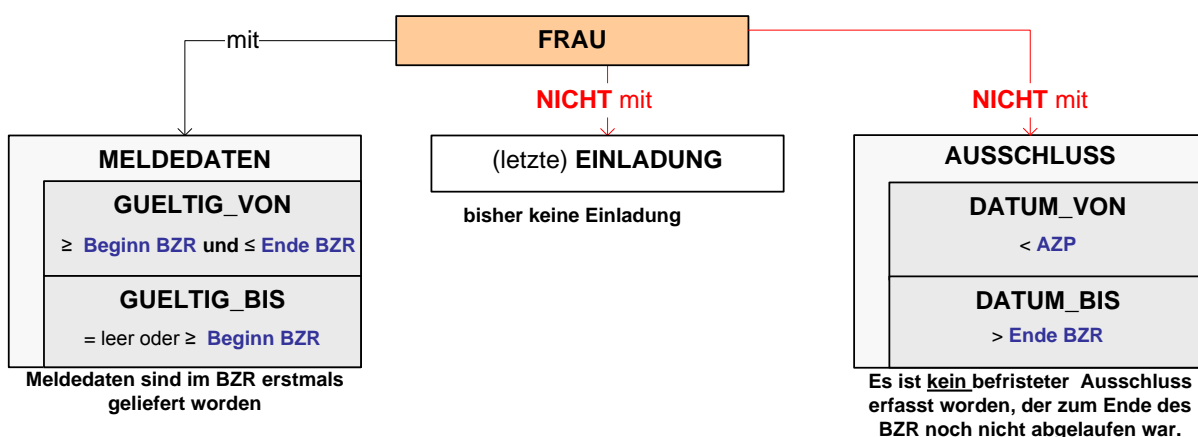 FRAU
mit
NICHT mit
NICHT mit
MELDEDATEN
GUELTIG_VON
≥ Beginn BZR und ≤ Ende BZR
GUELTIG_BIS
= leer oder ≥ Beginn BZR
Meldedaten sind im BZR erstmals
geliefert worden
(letzte) EINLADUNG
bisher keine Einladung
AUSSCHLUSS
DATUM_VON
< AZP
DATUM_BIS
> Ende BZR
Es ist kein befristeter Ausschluss
erfasst worden, der zum Ende des
BZR noch nicht abgelaufen war.